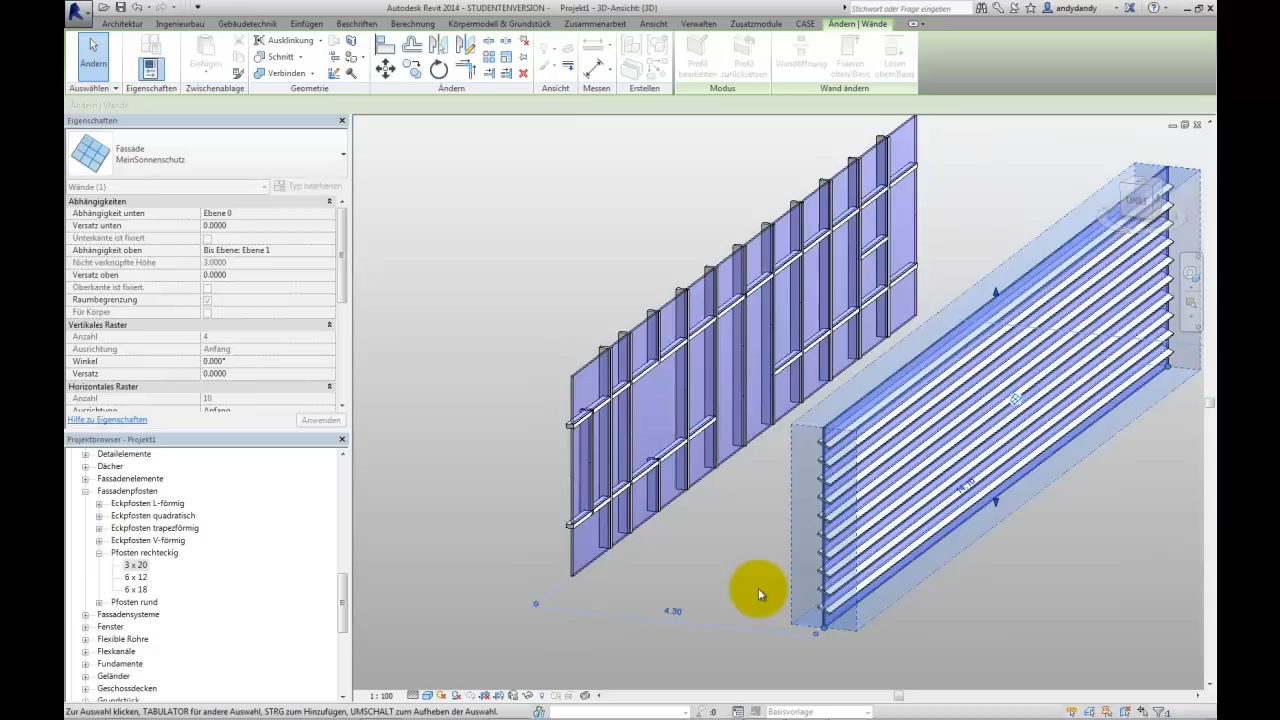 Autodesk Revit 2014 - STUDENTENVERSION - Projekt1 - 3D-Ansicht: {3D}
Stichwort oder Frage eingeben
andydandy
Architektur Ingenieurbau Gebäudetechnik Einfügen Beschriften Berechnung Körpermodell & Grundstück Zusammenarbeit Ansicht Verwalten Zusatzmodule CASE Ändern | Wände
Ändern
Einfügen
Ausklinkung
Schnitt
Verbinden
Profil bearbeiten
Profil zurücksetzen
Wandöffnung
Fixieren oben/Basis
Lösen oben/Basis
Auswählen Eigenschaften Zwischenablage Geometrie Ändern Ansicht Messen Erstellen Modus Wand ändern
Ändern | Wände
Eigenschaften
Fassade
MeinSonnenschutz
Wände (1) Typ bearbeiten
Abhängigkeiten
Abhängigkeit unten Ebene 0
Versatz unten 0.0000
Unterkante ist fixiert
Abhängigkeit oben Bis Ebene: Ebene 1
Nicht verknüpfte Höhe 3.0000
Versatz oben 0.0000
Oberkante ist fixiert.
Raumbegrenzung
Für Körper
Vertikales Raster
Anzahl 4
Ausrichtung Anfang
Winkel 0.000°
Versatz 0.0000
Horizontales Raster
Anzahl 10
Ausrichtung Anfang
Hilfe zu Eigenschaften Anwenden
Projektbrowser - Projekt1
Detailelemente
Dächer
Fassadenelemente
Fassadenpfosten
Eckpfosten L-förmig
Eckpfosten quadratisch
Eckpfosten trapezförmig
Eckpfosten V-förmig
Pfosten rechteckig
3 x 20
6 x 12
6 x 18
Pfosten rund
Fassadensysteme
Fenster
Flexible Rohre
Flexkanäle
Fundamente
Geländer
Geschossdecken
Grundstück
LINKS
4.30
1 : 100
Zur Auswahl klicken, TABULATOR für andere Auswahl, STRG zum Hinzufügen, UMSCHALT zum Aufheben der Auswahl.
:0
Basisvorlage
:1